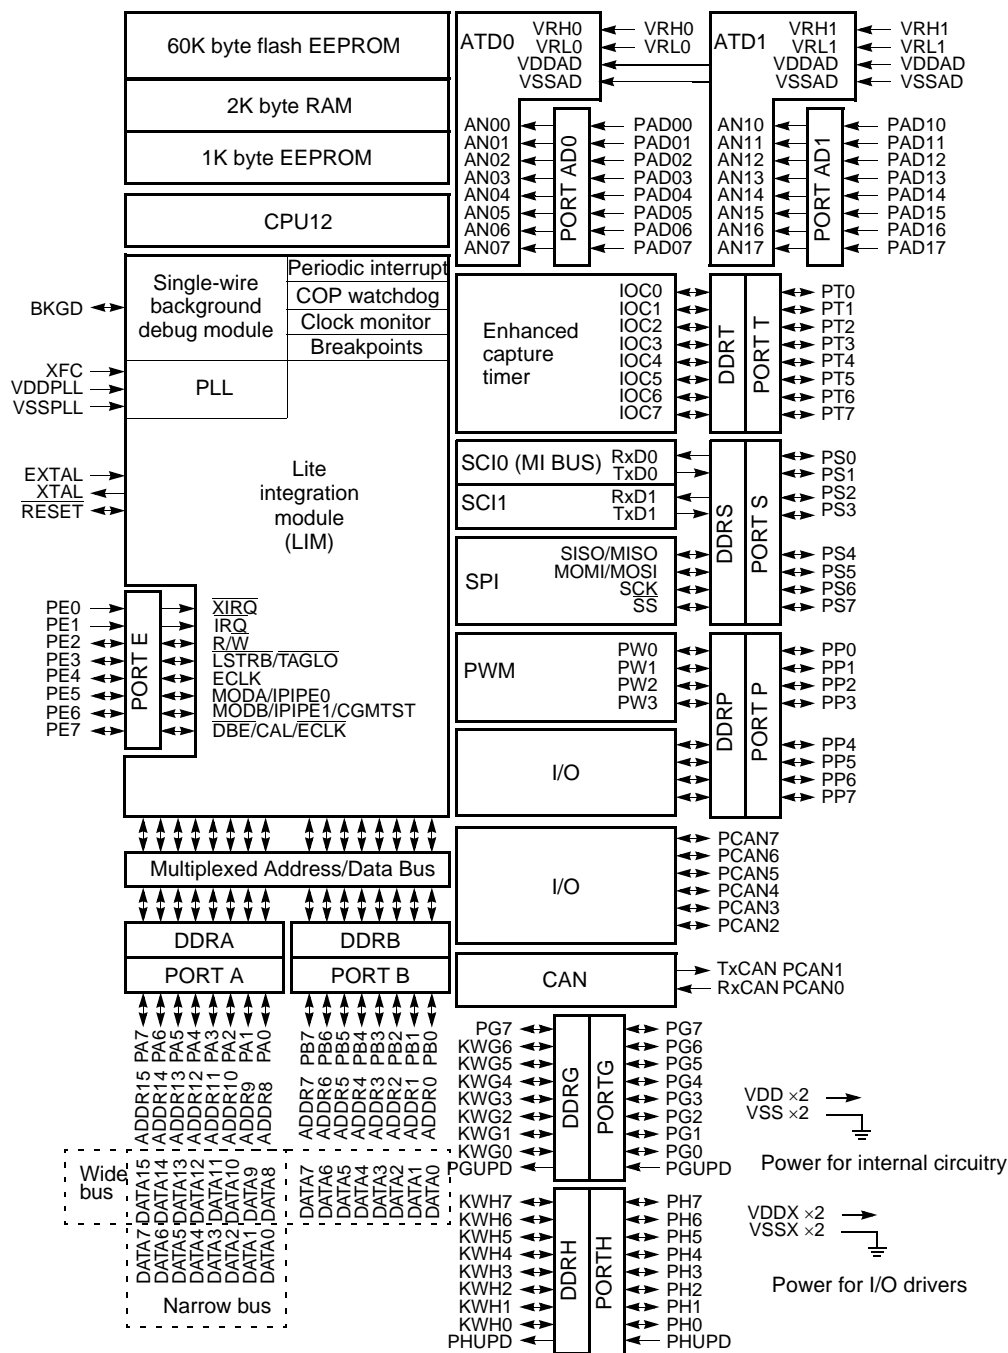 60K byte flash EEPROM
2K byte RAM
1K byte EEPROM
CPU12
Single-wire
background
debug module
Periodic interrupt
COP watchdog
Clock monitor
Breakpoints
PLL
Lite
integration
module
(LIM)
BKGD
XFC
VDDPLL
VSSPLL
EXTAL
XTAL
RESET
PE0
PE1
PE2
PE3
PE4
PE5
PE6
PE7
PORT E
XIRQ
IRQ
R/W
LSTRB/TAGLO
ECLK
MODA/IPIPE0
MODB/IPIPE1/CGMTST
DBE/CAL/ECLK
Multiplexed Address/Data Bus
DDRA
PORT A
DDRB
PORT B
PA7
PA6
PA5
PA4
PA3
PA2
PA1
PA0
PB7
PB6
PB5
PB4
PB3
PB2
PB1
PB0
ADDR15
ADDR14
ADDR13
ADDR12
ADDR11
ADDR10
ADDR9
ADDR8
ADDR7
ADDR6
ADDR5
ADDR4
ADDR3
ADDR2
ADDR1
ADDR0
Wide
bus
DATA15
DATA14
DATA13
DATA12
DATA11
DATA10
DATA9
DATA8
DATA7
DATA6
DATA5
DATA4
DATA3
DATA2
DATA1
DATA0
DATA7
DATA6
DATA5
DATA4
DATA3
DATA2
DATA1
DATA0
Narrow bus
ATD0
VRH0
VRL0
VDDAD
VSSAD
VRH0
VRL0
AN00
AN01
AN02
AN03
AN04
AN05
AN06
AN07
PORT AD0
PAD00
PAD01
PAD02
PAD03
PAD04
PAD05
PAD06
PAD07
ATD1
VRH1
VRL1
VDDAD
VSSAD
VRH1
VRL1
VDDAD
VSSAD
AN10
AN11
AN12
AN13
AN14
AN15
AN16
AN17
PORT AD1
PAD10
PAD11
PAD12
PAD13
PAD14
PAD15
PAD16
PAD17
Enhanced
capture
timer
IOC0
IOC1
IOC2
IOC3
IOC4
IOC5
IOC6
IOC7
DDRT
PORT T
PT0
PT1
PT2
PT3
PT4
PT5
PT6
PT7
SCI0 (MI BUS)
RxD0
TxD0
SCI1
RxD1
TxD1
SPI
SISO/MISO
MOMI/MOSI
SCK
SS
DDRS
PORT S
PS0
PS1
PS2
PS3
PS4
PS5
PS6
PS7
PWM
PW0
PW1
PW2
PW3
I/O
DDRP
PORT P
PP0
PP1
PP2
PP3
PP4
PP5
PP6
PP7
I/O
PCAN7
PCAN6
PCAN5
PCAN4
PCAN3
PCAN2
CAN
TxCAN PCAN1
RxCAN PCAN0
PG7
KWG6
KWG5
KWG4
KWG3
KWG2
KWG1
KWG0
PGUPD
DDRG
PORTG
PG7
PG6
PG5
PG4
PG3
PG2
PG1
PG0
PGUPD
KWH7
KWH6
KWH5
KWH4
KWH3
KWH2
KWH1
KWH0
PHUPD
DDRH
PORTH
PH7
PH6
PH5
PH4
PH3
PH2
PH1
PH0
PHUPD
VDD ×2
VSS ×2
Power for internal circuitry
VDDX ×2
VSSX ×2
Power for I/O drivers